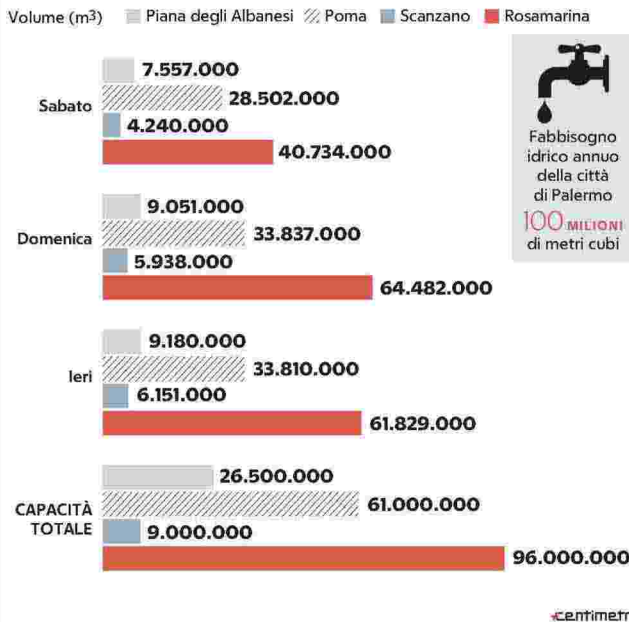 Volume (m³) Piana degli Albanesi Poma Scanzano Rosamarina
Sabato
7.557.000
28.502.000
4.240.000
40.734.000
Domenica
9.051.000
33.837.000
5.938.000
64.482.000
Ieri
9.180.000
33.810.000
6.151.000
61.829.000
CAPACITÀ
TOTALE
26.500.000
61.000.000
9.000.000
96.000.000
Fabbisogno
idrico annuo
della città
di Palermo
100 MILIONI
di metri cubi
centimetr